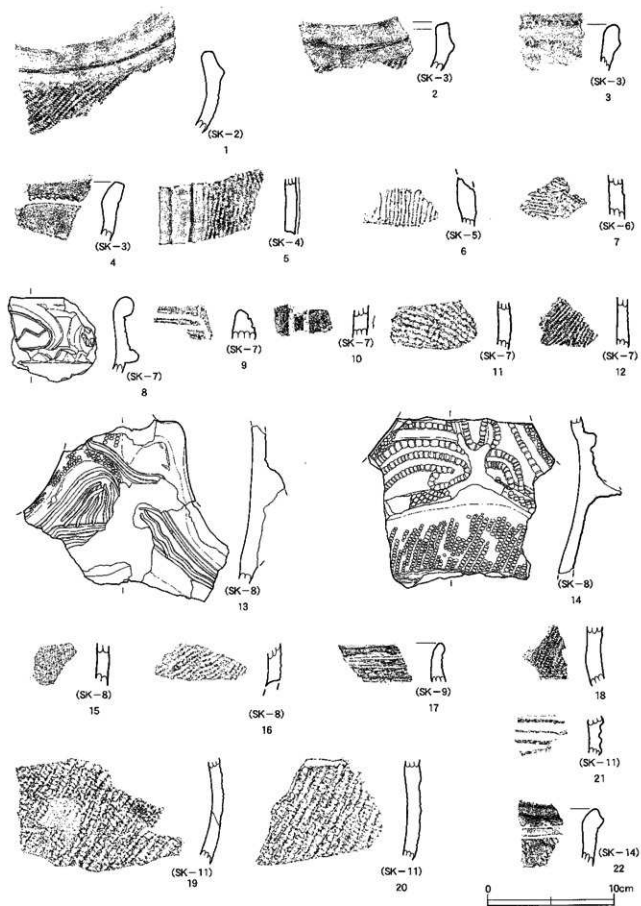 (SK-2)
1
(SK-3)
2
(SK-3)
3
(SK-3)
4
(SK-4)
5
(SK-5)
6
(SK-6)
7
(SK-7)
8
(SK-7)
9
(SK-7)
10
(SK-7)
11
(SK-7)
12
(SK-8)
13
(SK-8)
14
(SK-8)
15
(SK-8)
16
(SK-9)
17
18
(SK-11)
21
(SK-11)
19
(SK-11)
20
(SK-14)
22
0 10cm